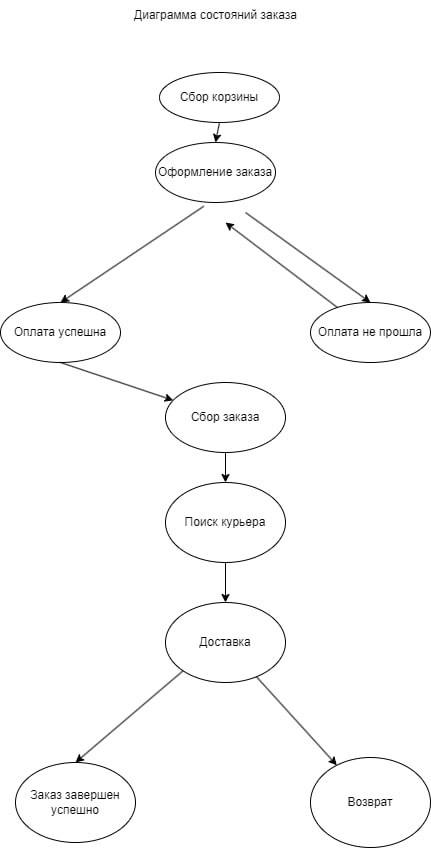 Диаграмма состояний заказа
Сбор корзины
Оформление заказа
Оплата успешна
Оплата не прошла
Сбор заказа
Поиск курьера
Доставка
Заказ завершен
успешно
Возврат